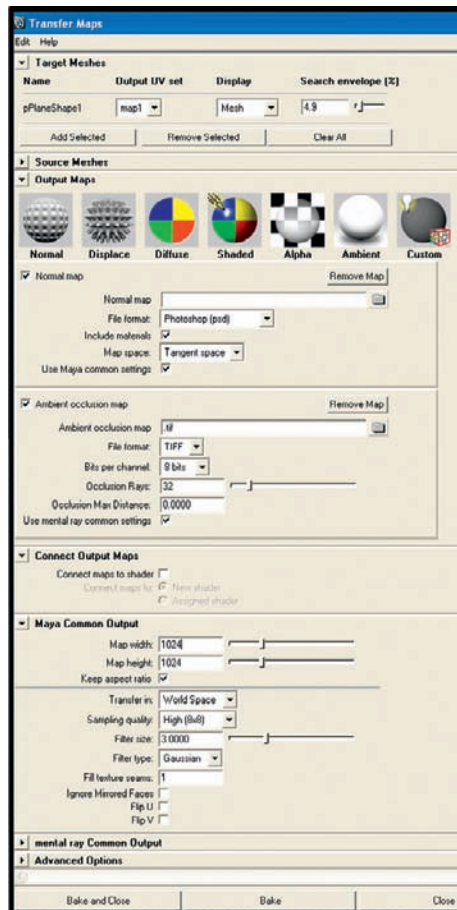 Transfer Maps
Edit Help
Target Meshes
Name Output UV set Display Search envelope (%)
pPlaneShape1 map1 Mesh 4.9
Add Selected Remove Selected Clear All
Source Meshes
Output Maps
Normal Displace Diffuse Shaded Alpha Ambient Custom
Normal map Remove Map
Normal map
File format: Photoshop (psd)
Include materials
Map space: Tangent space
Use Maya common settings
Ambient occlusion map Remove Map
Ambient occlusion map .tif
File format: TIFF
Bits per channel: 8 bits
Occlusion Rays: 32
Occlusion Max Distance: 0.0000
Use mental ray common settings
Connect Output Maps
Connect maps to shader
Connect maps to: New shader
Assigned shader
Maya Common Output
Map width: 1024
Map height: 1024
Keep aspect ratio
Transfer in: World Space
Sampling quality: High (8x8)
Filter size: 3.0000
Filter type: Gaussian
Fill texture seams: 1
Ignore Mirrored Faces
Flip U
Flip V
mental ray Common Output
Advanced Options
Bake and Close Bake Close